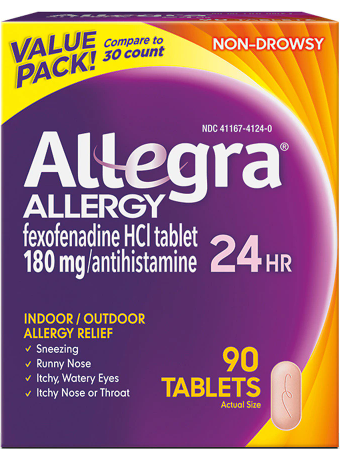 VALUE
PACK!
Compare to
30 count
NON-DROWSY
NDC 41167-4124-0
Allegra®
ALLERGY
fexofenadine HCl tablet
180 mg/antihistamine
24 HR
INDOOR / OUTDOOR
ALLERGY RELIEF
✓ Sneezing
✓ Runny Nose
✓ Itchy, Watery Eyes
✓ Itchy Nose or Throat
90
TABLETS
Actual Size